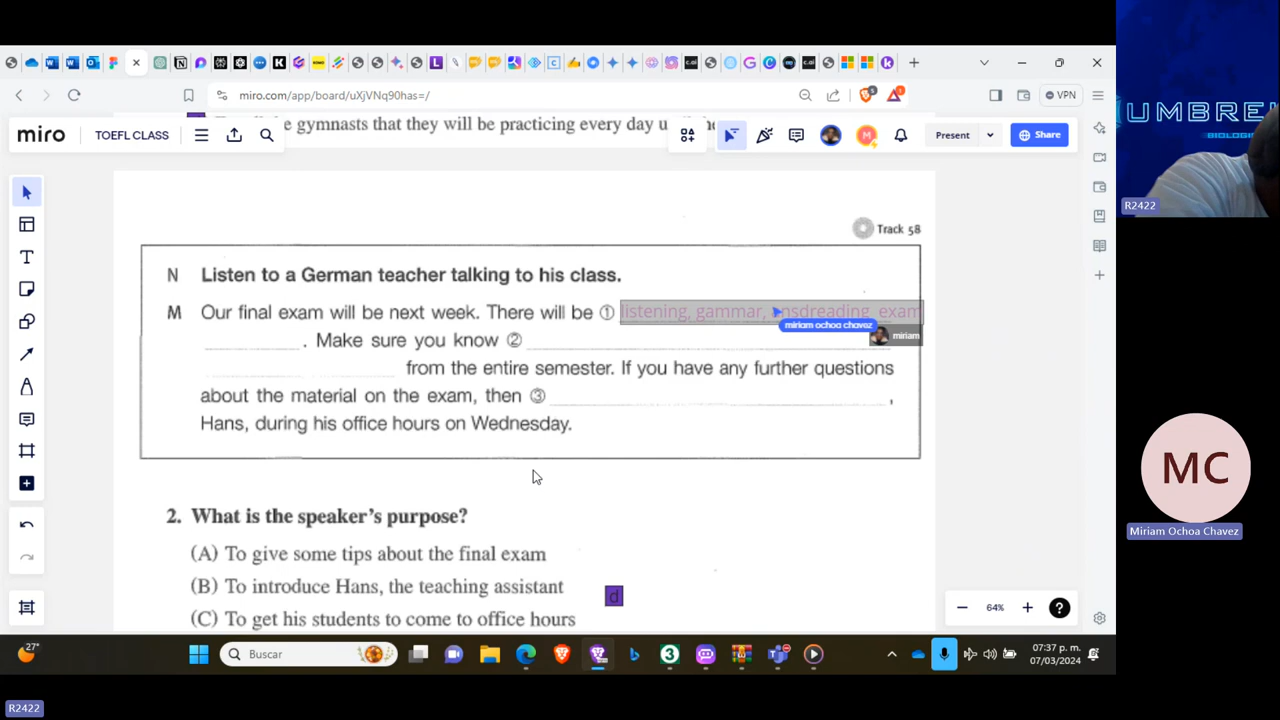 miro.com/app/board/uXjVNq90has=/
VPN
gymnasts that they will be practicing every day u
miro TOEFL CLASS
M
Present
Share
UMBRE
BIOLOGI
R2422
Track 58
N Listen to a German teacher talking to his class.
M Our final exam will be next week. There will be ① listening, gammar, ansdreading exam
miriam ochoa chavez
miriam
. Make sure you know ②
from the entire semester. If you have any further questions
about the material on the exam, then ③ ,
Hans, during his office hours on Wednesday.
2. What is the speaker's purpose?
(A) To give some tips about the final exam
(B) To introduce Hans, the teaching assistant
d
(C) To get his students to come to office hours
64%
MC
Miriam Ochoa Chavez
27°
Buscar
07:37 p. m.
07/03/2024
R2422